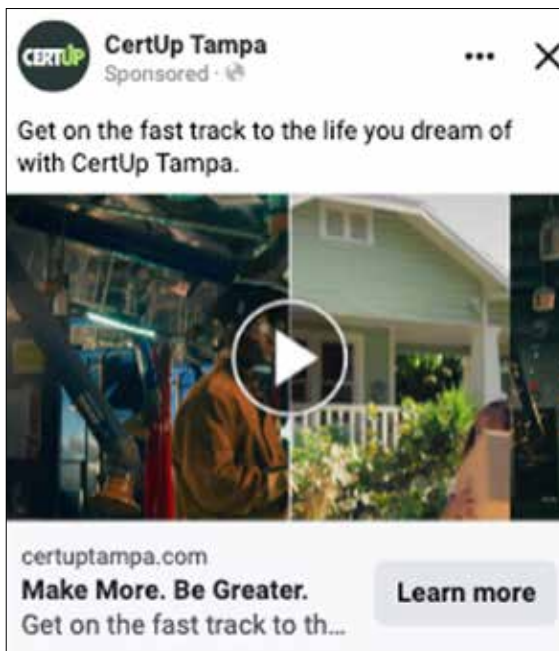 CERTUP
CertUp Tampa
Sponsored ·
Get on the fast track to the life you dream of
with CertUp Tampa.
certuptampa.com
Make More. Be Greater.
Learn more
Get on the fast track to th...